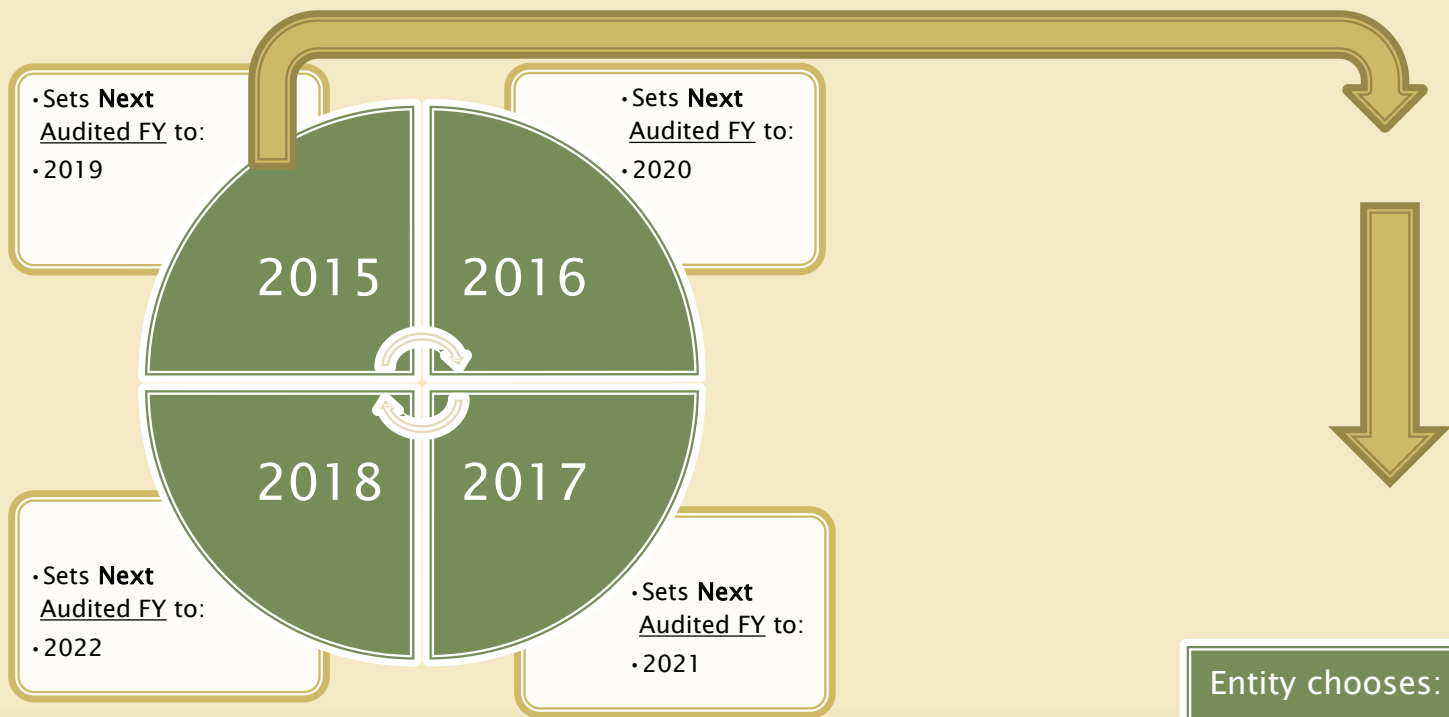 •Sets Next
Audited FY to:
•2019
•Sets Next
Audited FY to:
•2020
2015
2016
2018
2017
•Sets Next
Audited FY to:
•2022
•Sets Next
Audited FY to:
•2021
Entity chooses: